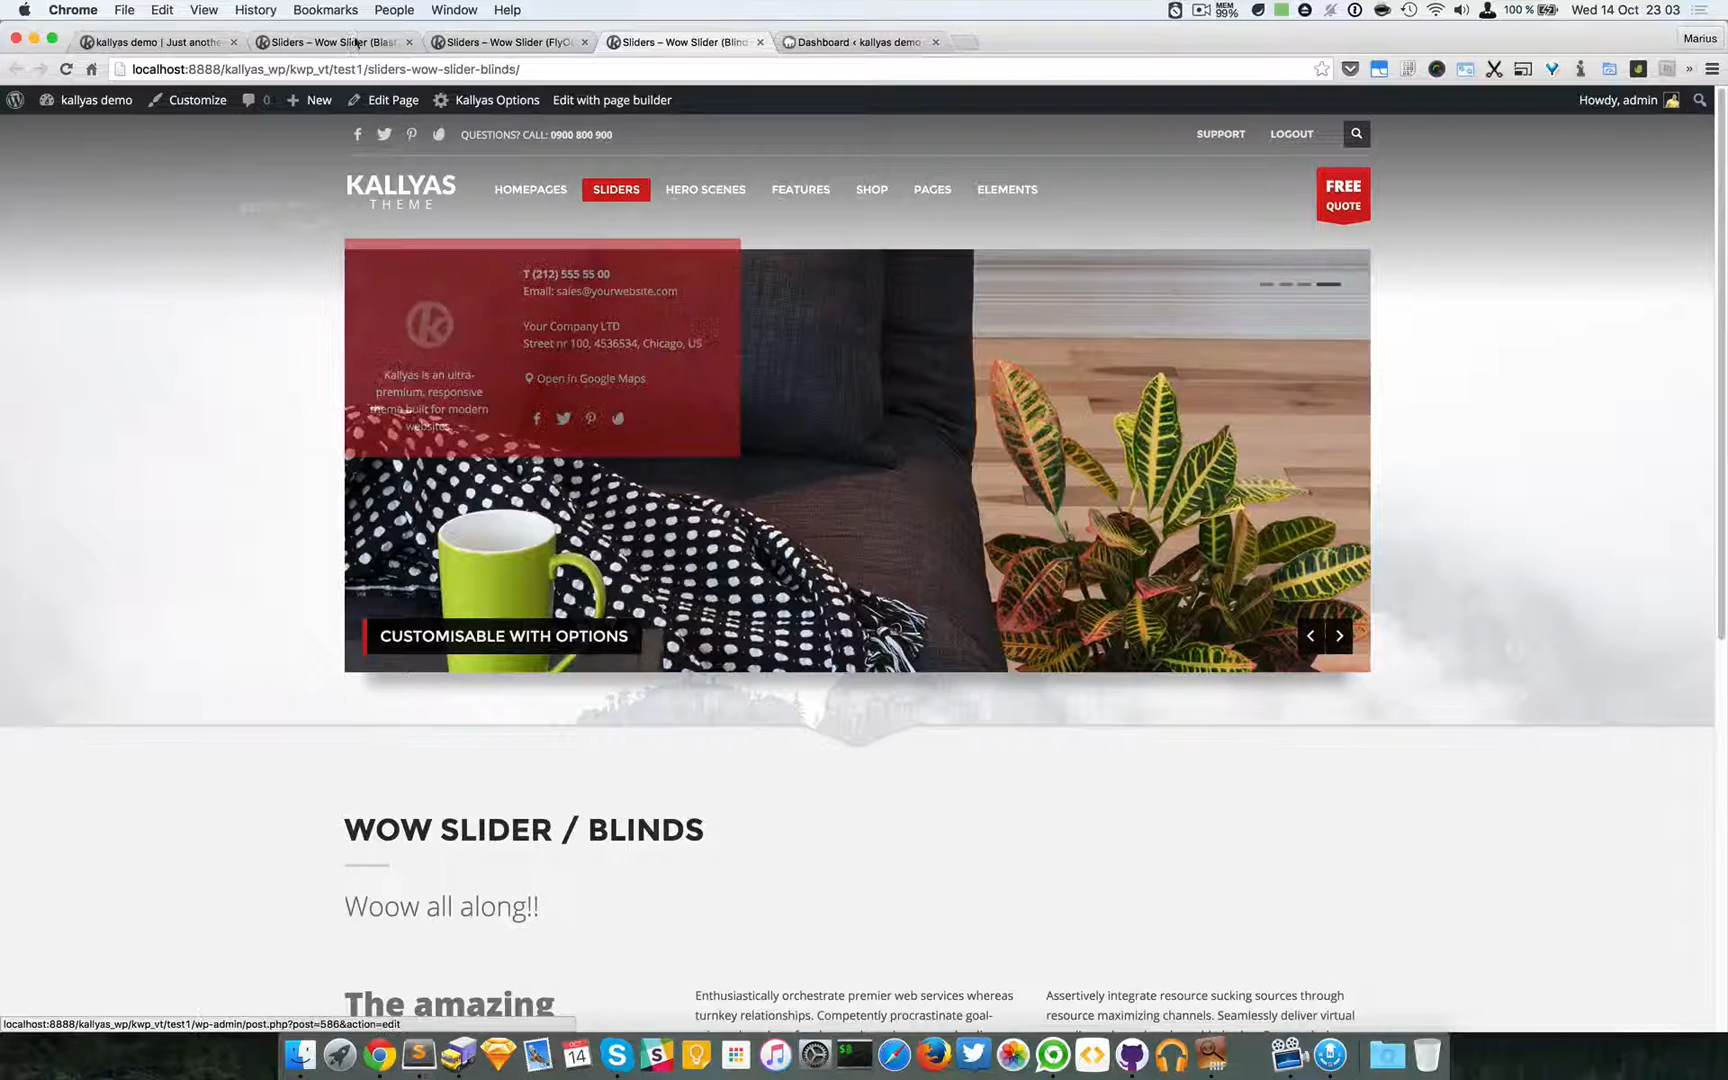 Chrome File Edit View History Bookmarks People Window Help MEM 99% 100 % Wed 14 Oct 23 03
kallyas demo | Just anothe Sliders – Wow Slider (Blast Sliders – Wow Slider (FlyO Sliders – Wow Slider (Blind Dashboard ‹ kallyas demo Marius
localhost:8888/kallyas_wp/kwp_vt/test1/sliders-wow-slider-blinds/
kallyas demo Customize 0 New Edit Page Kallyas Options Edit with page builder Howdy, admin
QUESTIONS? CALL: 0900 800 900 SUPPORT LOGOUT
KALLYAS
THEME
HOMEPAGES SLIDERS HERO SCENES FEATURES SHOP PAGES ELEMENTS
FREE
QUOTE
T (212) 555 55 00
Email: sales@yourwebsite.com
Your Company LTD
Street nr 100, 4536534, Chicago, US
Open in Google Maps
Kallyas is an ultra-
premium, responsive
theme built for modern
websites.
CUSTOMISABLE WITH OPTIONS
WOW SLIDER / BLINDS
Woow all along!!
The amazing
Enthusiastically orchestrate premier web services whereas
turnkey relationships. Competently procrastinate goal-
Assertively integrate resource sucking sources through
resource maximizing channels. Seamlessly deliver virtual
localhost:8888/kallyas_wp/kwp_vt/test1/wp-admin/post.php?post=586&action=edit
14
RIF